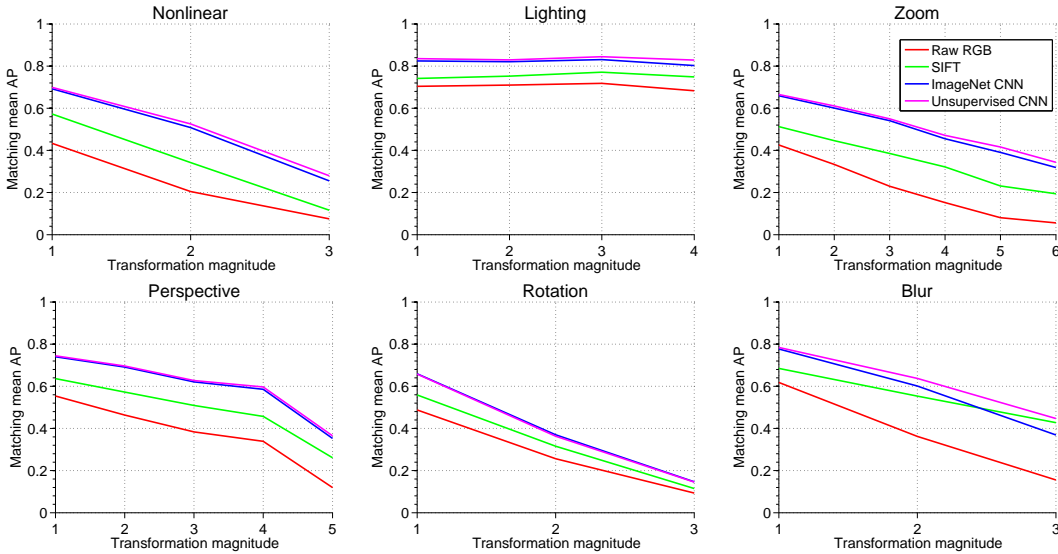 Nonlinear
Matching mean AP
1
0.8
0.6
0.4
0.2
0
1 2 3
Transformation magnitude
Lighting
Matching mean AP
1
0.8
0.6
0.4
0.2
0
1 2 3 4
Transformation magnitude
Zoom
Matching mean AP
1
0.8
0.6
0.4
0.2
0
1 2 3 4 5 6
Transformation magnitude
Raw RGB
SIFT
ImageNet CNN
Unsupervised CNN
Perspective
Matching mean AP
1
0.8
0.6
0.4
0.2
0
1 2 3 4 5
Transformation magnitude
Rotation
Matching mean AP
1
0.8
0.6
0.4
0.2
0
1 2 3
Transformation magnitude
Blur
Matching mean AP
1
0.8
0.6
0.4
0.2
0
1 2 3
Transformation magnitude